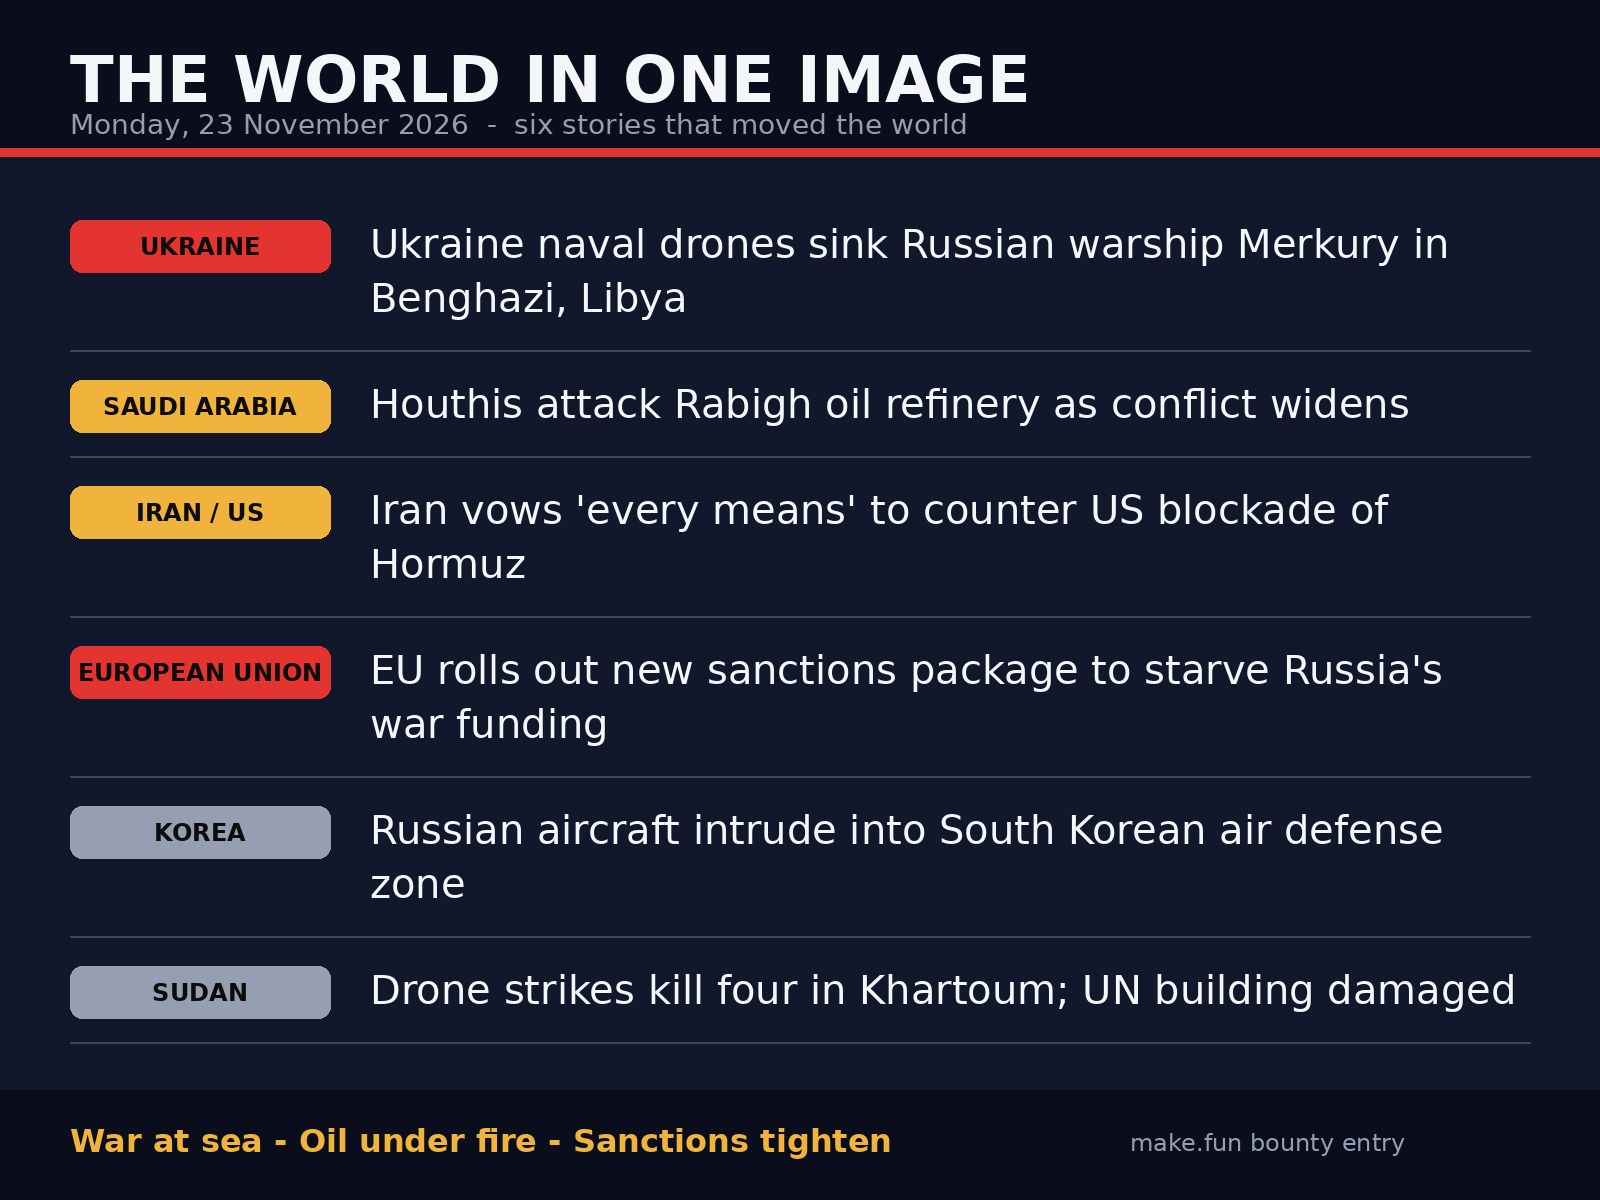 THE WORLD IN ONE IMAGE
Monday, 23 November 2026 - six stories that moved the world
UKRAINE
Ukraine naval drones sink Russian warship Merkury in
Benghazi, Libya
SAUDI ARABIA
Houthis attack Rabigh oil refinery as conflict widens
IRAN / US
Iran vows 'every means' to counter US blockade of
Hormuz
EUROPEAN UNION
EU rolls out new sanctions package to starve Russia's
war funding
KOREA
Russian aircraft intrude into South Korean air defense
zone
SUDAN
Drone strikes kill four in Khartoum; UN building damaged
War at sea - Oil under fire - Sanctions tighten
make.fun bounty entry